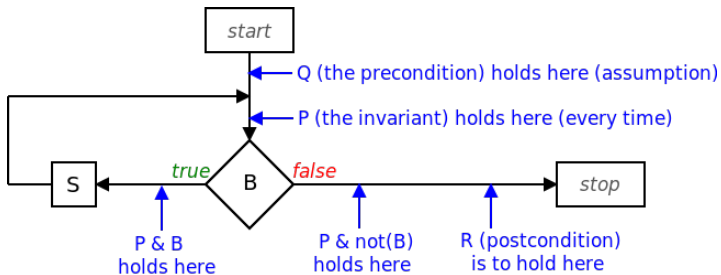 start
Q (the precondition) holds here (assumption)
P (the invariant) holds here (every time)
true
false
S
B
stop
P & B
holds here
P & not(B)
holds here
R (postcondition)
is to hold here